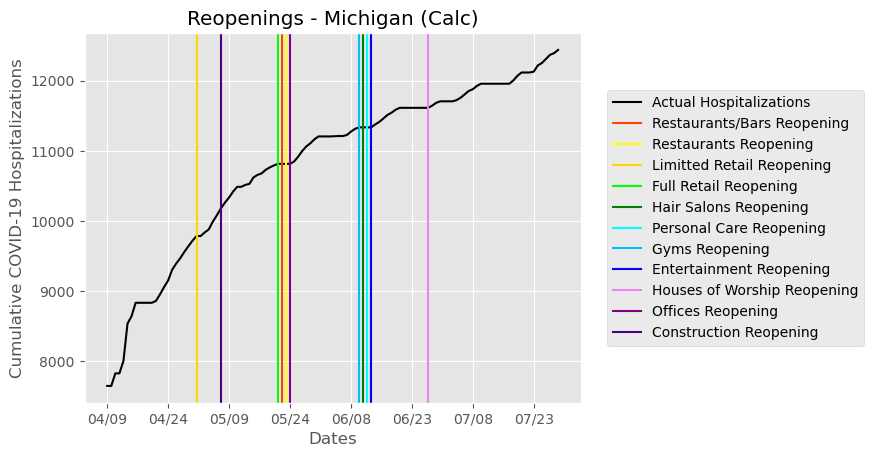 Reopenings - Michigan (Calc)
Cumulative COVID-19 Hospitalizations
12000
11000
10000
9000
8000
04/09 04/24 05/09 05/24 06/08 06/23 07/08 07/23
Dates
Actual Hospitalizations
Restaurants/Bars Reopening
Restaurants Reopening
Limitted Retail Reopening
Full Retail Reopening
Hair Salons Reopening
Personal Care Reopening
Gyms Reopening
Entertainment Reopening
Houses of Worship Reopening
Offices Reopening
Construction Reopening